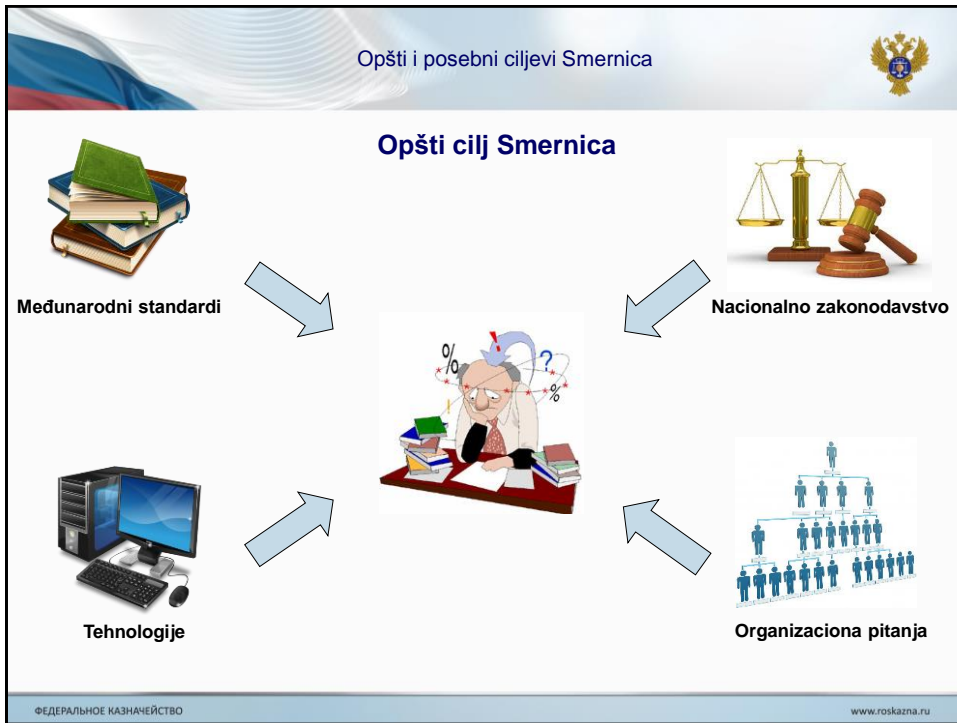 Opšti i posebni ciljevi Smernica
Opšti cilj Smernica
Međunarodni standardi
Nacionalno zakonodavstvo
%
!
?
%
!
Tehnologije
Organizaciona pitanja
ФЕДЕРАЛЬНОЕ КАЗНАЧЕЙСТВО
www.roskazna.ru